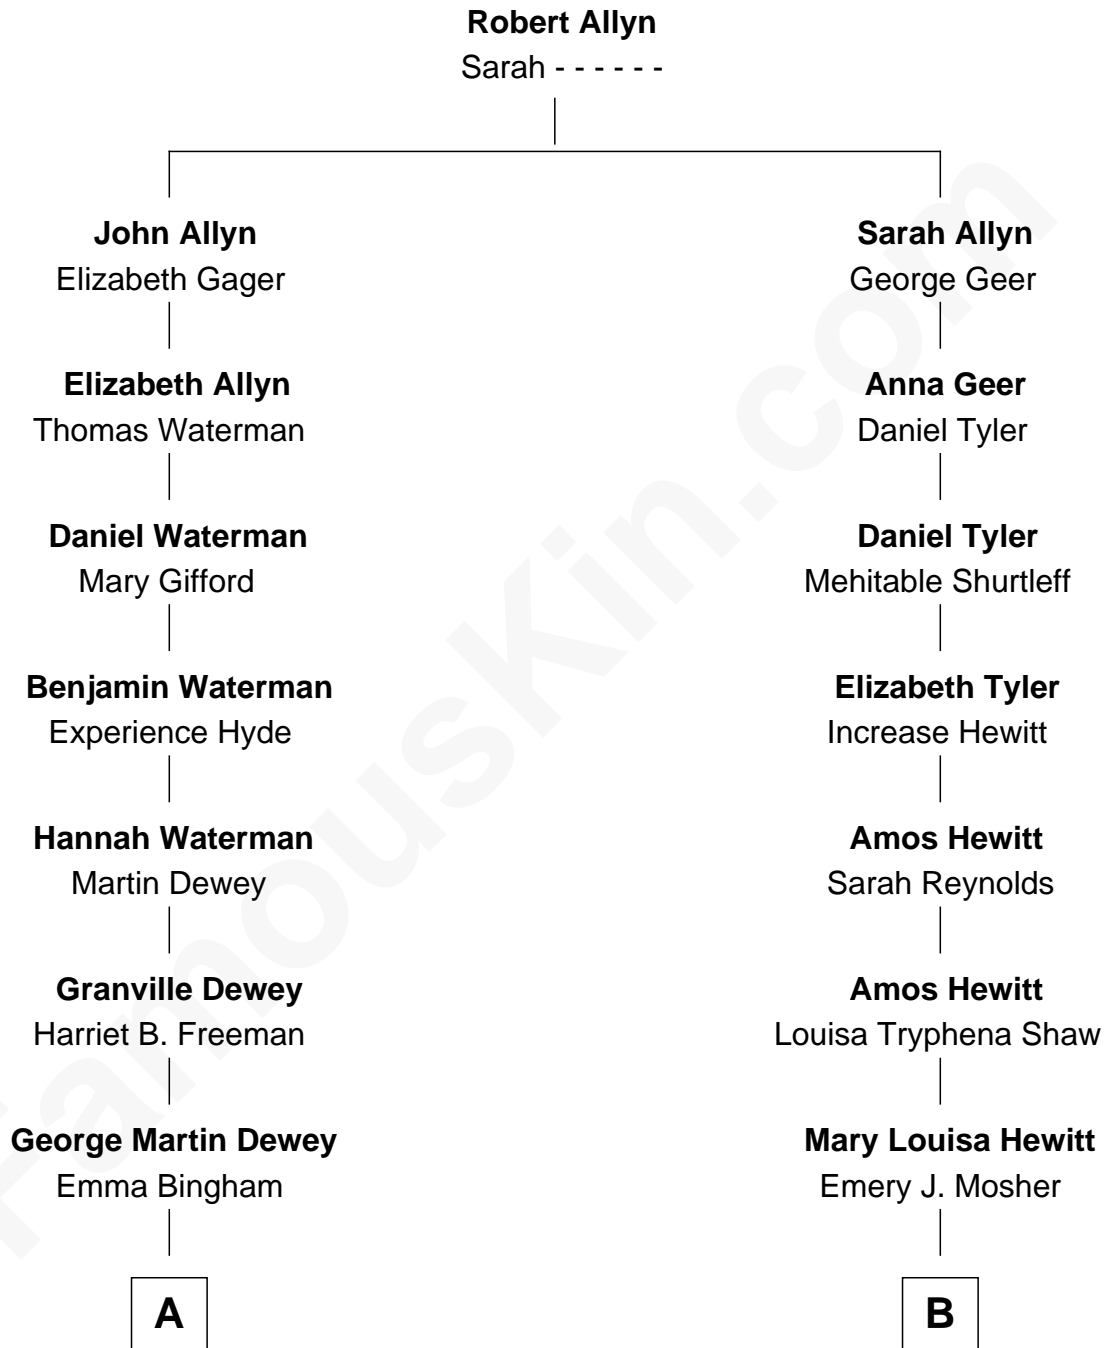 Robert Allyn
Sarah - - - - - -
John Allyn
Elizabeth Gager
Sarah Allyn
George Geer
Elizabeth Allyn
Thomas Waterman
Anna Geer
Daniel Tyler
Daniel Waterman
Mary Gifford
Daniel Tyler
Mehitable Shurtleff
Benjamin Waterman
Experience Hyde
Elizabeth Tyler
Increase Hewitt
Hannah Waterman
Martin Dewey
Amos Hewitt
Sarah Reynolds
Granville Dewey
Harriet B. Freeman
Amos Hewitt
Louisa Tryphena Shaw
George Martin Dewey
Emma Bingham
Mary Louisa Hewitt
Emery J. Mosher
A
B
FamousKin.com